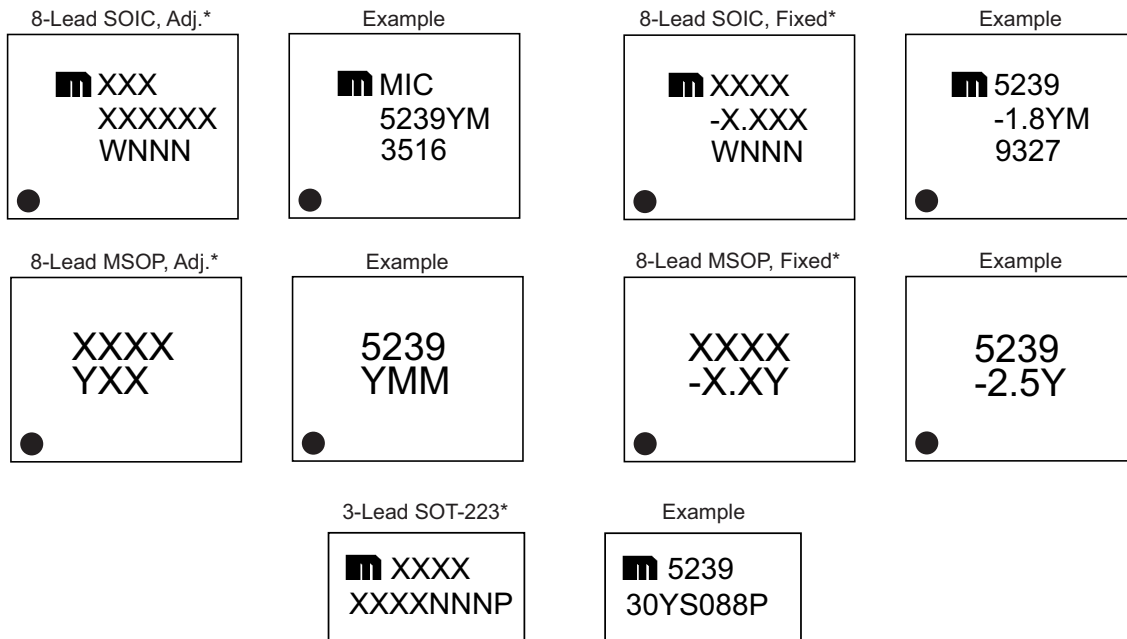 8-Lead SOIC, Adj.*
Example
XXX
XXXXXX
WNNN
MIC
5239YM
3516
8-Lead SOIC, Fixed*
Example
XXXX
-X.XXX
WNNN
5239
-1.8YM
9327
8-Lead MSOP, Adj.*
Example
XXXX
YXX
5239
YMM
8-Lead MSOP, Fixed*
Example
XXXX
-X.XY
5239
-2.5Y
3-Lead SOT-223*
Example
XXXX
XXXXNNNP
5239
30YS088P